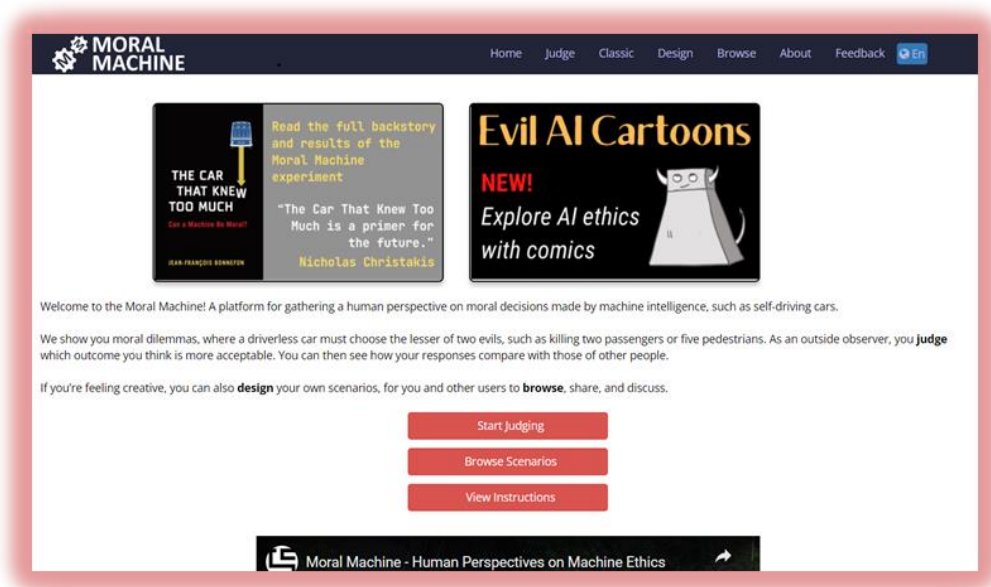 MORAL
MACHINE
Home Judge Classic Design Browse About Feedback En
THE CAR
THAT KNEW
TOO MUCH
Can a Machine Be Moral?
JEAN-FRANÇOIS BONNEFON
Read the full backstory
and results of the
Moral Machine
experiment
"The Car That Knew Too
Much is a primer for
the future."
Nicholas Christakis
Evil AI Cartoons
NEW!
Explore AI ethics
with comics
Welcome to the Moral Machine! A platform for gathering a human perspective on moral decisions made by machine intelligence, such as self-driving cars.
We show you moral dilemmas, where a driverless car must choose the lesser of two evils, such as killing two passengers or five pedestrians. As an outside observer, you judge
which outcome you think is more acceptable. You can then see how your responses compare with those of other people.
If you're feeling creative, you can also design your own scenarios, for you and other users to browse, share, and discuss.
Start Judging
Browse Scenarios
View Instructions
Moral Machine - Human Perspectives on Machine Ethics